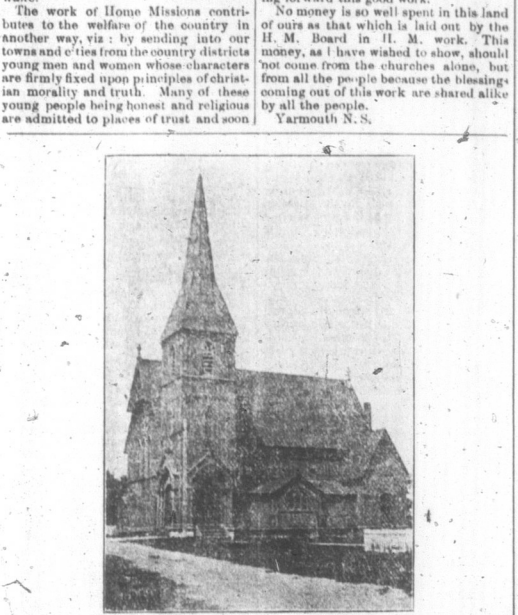 The work of Home Missions contri-
butes to the welfare of the country in
another way, viz : by sending into our
towns and cities from the country districts
young men and women whose characters
are firmly fixed upon principles of christ-
ian morality and truth. Many of these
young people being honest and religious
are admitted to places of trust and soon
No money is so well spent in this land
of ours as that which is laid out by the
H. M. Board in H. M. work. This
money, as I have wished to show, should
not come from the churches alone, but
from all the people because the blessings
coming out of this work are shared alike
by all the people.
Yarmouth N. S.